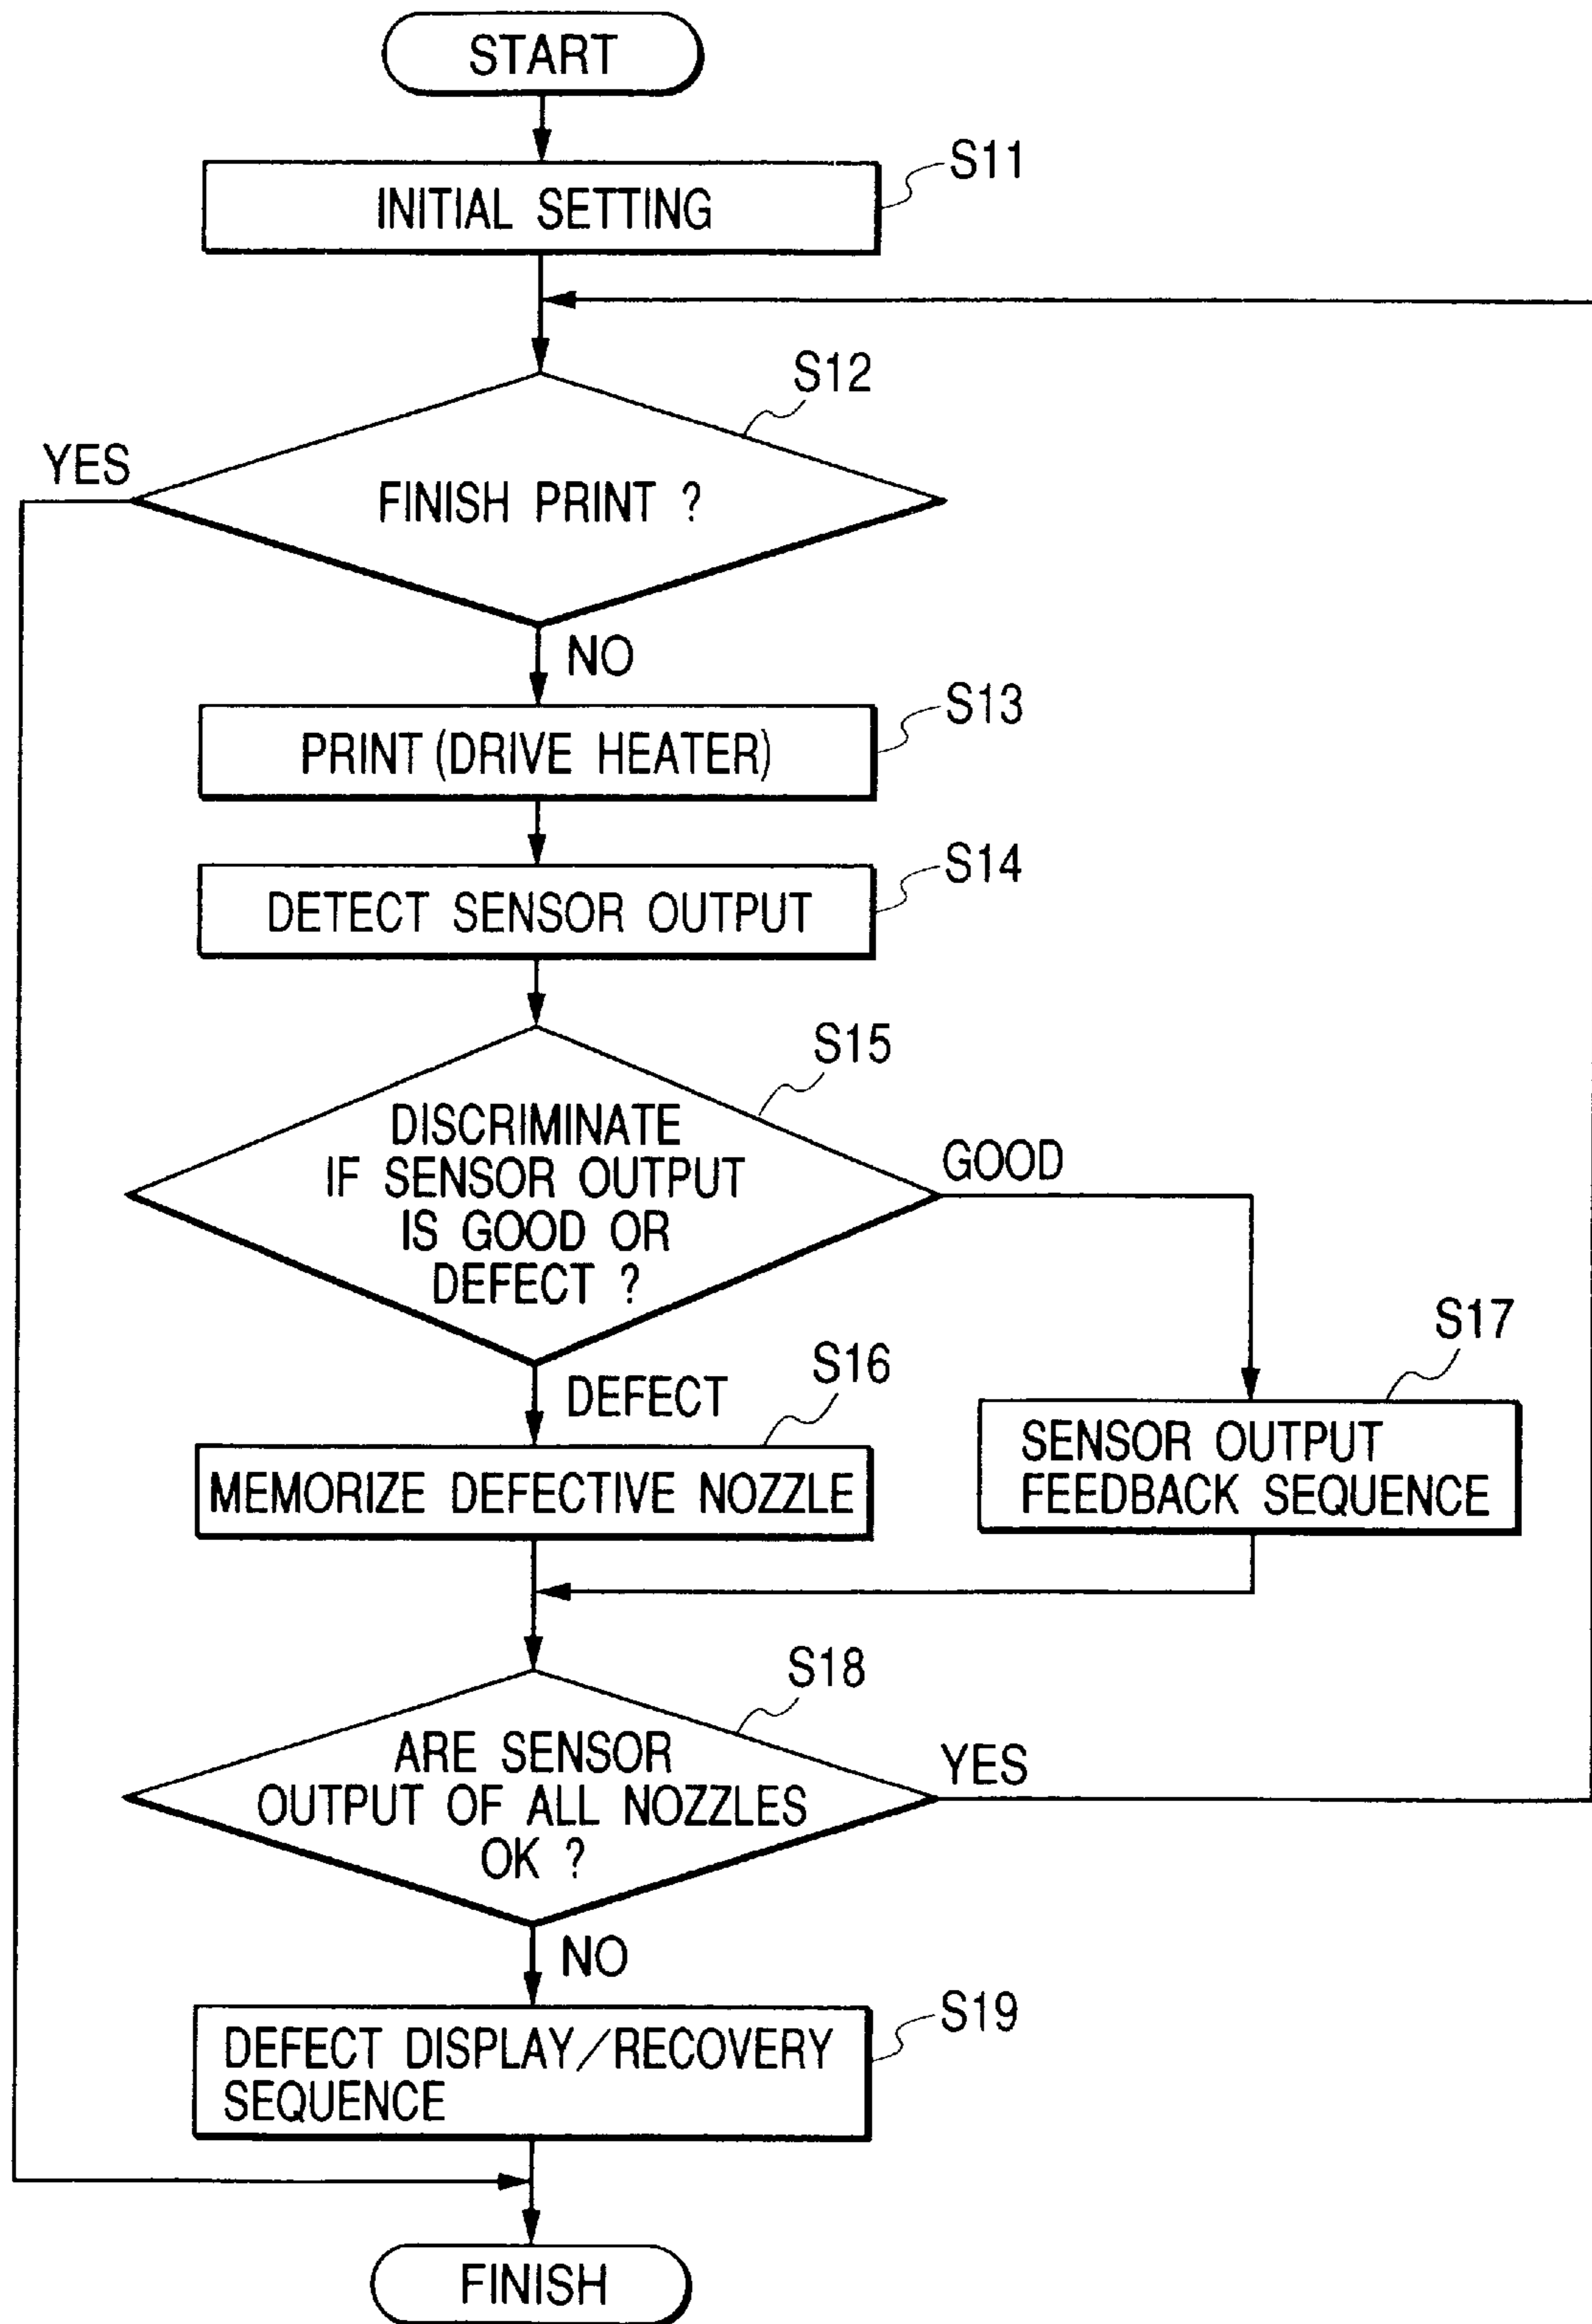 START
S11
INITIAL SETTING
S12
YES
FINISH PRINT ?
NO
S13
PRINT (DRIVE HEATER)
S14
DETECT SENSOR OUTPUT
S15
DISCRIMINATE
IF SENSOR OUTPUT
IS GOOD OR
DEFECT ?
GOOD
DEFECT
S16
MEMORIZE DEFECTIVE NOZZLE
S17
SENSOR OUTPUT
FEEDBACK SEQUENCE
S18
ARE SENSOR
OUTPUT OF ALL NOZZLES
OK ?
YES
NO
S19
DEFECT DISPLAY/RECOVERY
SEQUENCE
FINISH